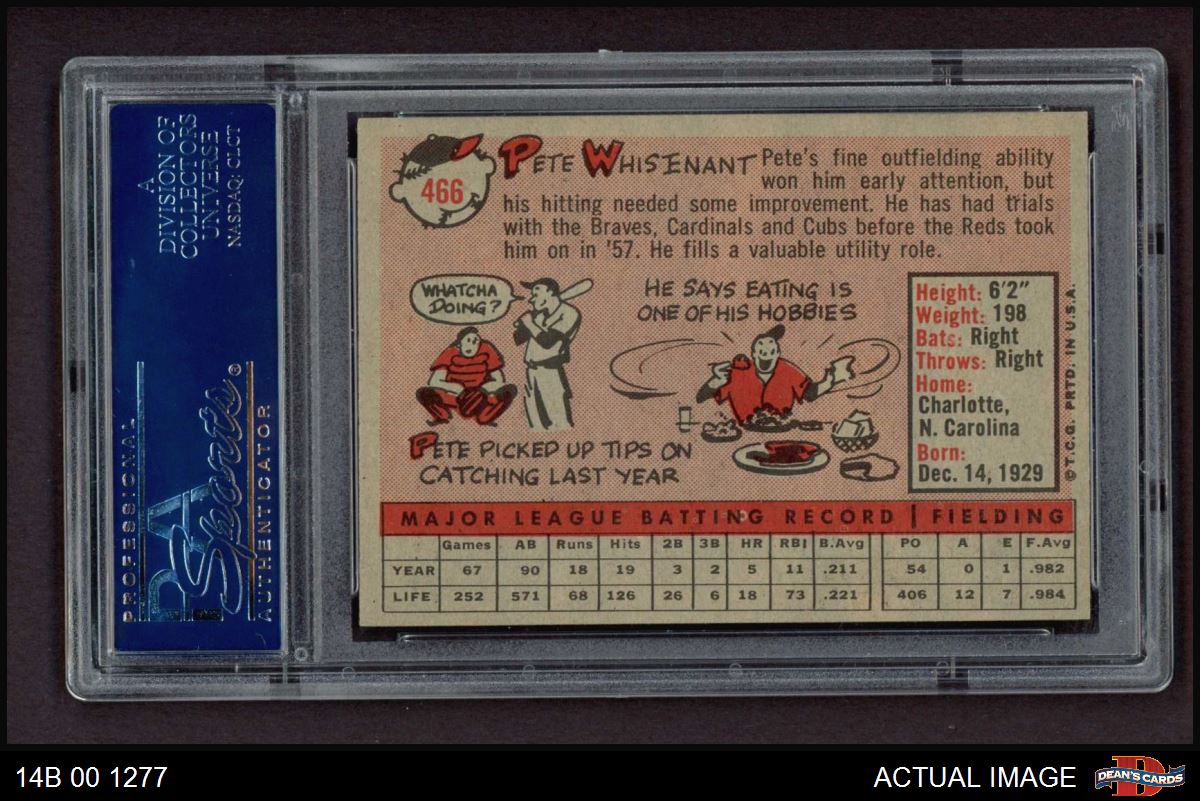 A
DIVISION OF
COLLECTORS
UNIVERSE
NASDAQ: CLCT
PROFESSIONAL
PSA
Sports®
AUTHENTICATOR
466
PETE WHISENANT
Pete's fine outfielding ability
won him early attention, but
his hitting needed some improvement. He has had trials
with the Braves, Cardinals and Cubs before the Reds took
him on in '57. He fills a valuable utility role.
WHATCHA
DOING?
PETE PICKED UP TIPS ON
CATCHING LAST YEAR
HE SAYS EATING IS
ONE OF HIS HOBBIES
Height: 6'2"
Weight: 198
Bats: Right
Throws: Right
Home:
Charlotte,
N. Carolina
Born:
Dec. 14, 1929
©T.C.G. PRTD. IN U.S.A.
MAJOR LEAGUE BATTING RECORD | FIELDING
Games AB Runs Hits 2B 3B HR RBI B.Avg PO A E F.Avg
YEAR 67 90 18 19 3 2 5 11 .211 54 0 1 .982
LIFE 252 571 68 126 26 6 18 73 .221 406 12 7 .984
14B 00 1277
ACTUAL IMAGE
DEAN'S CARDS